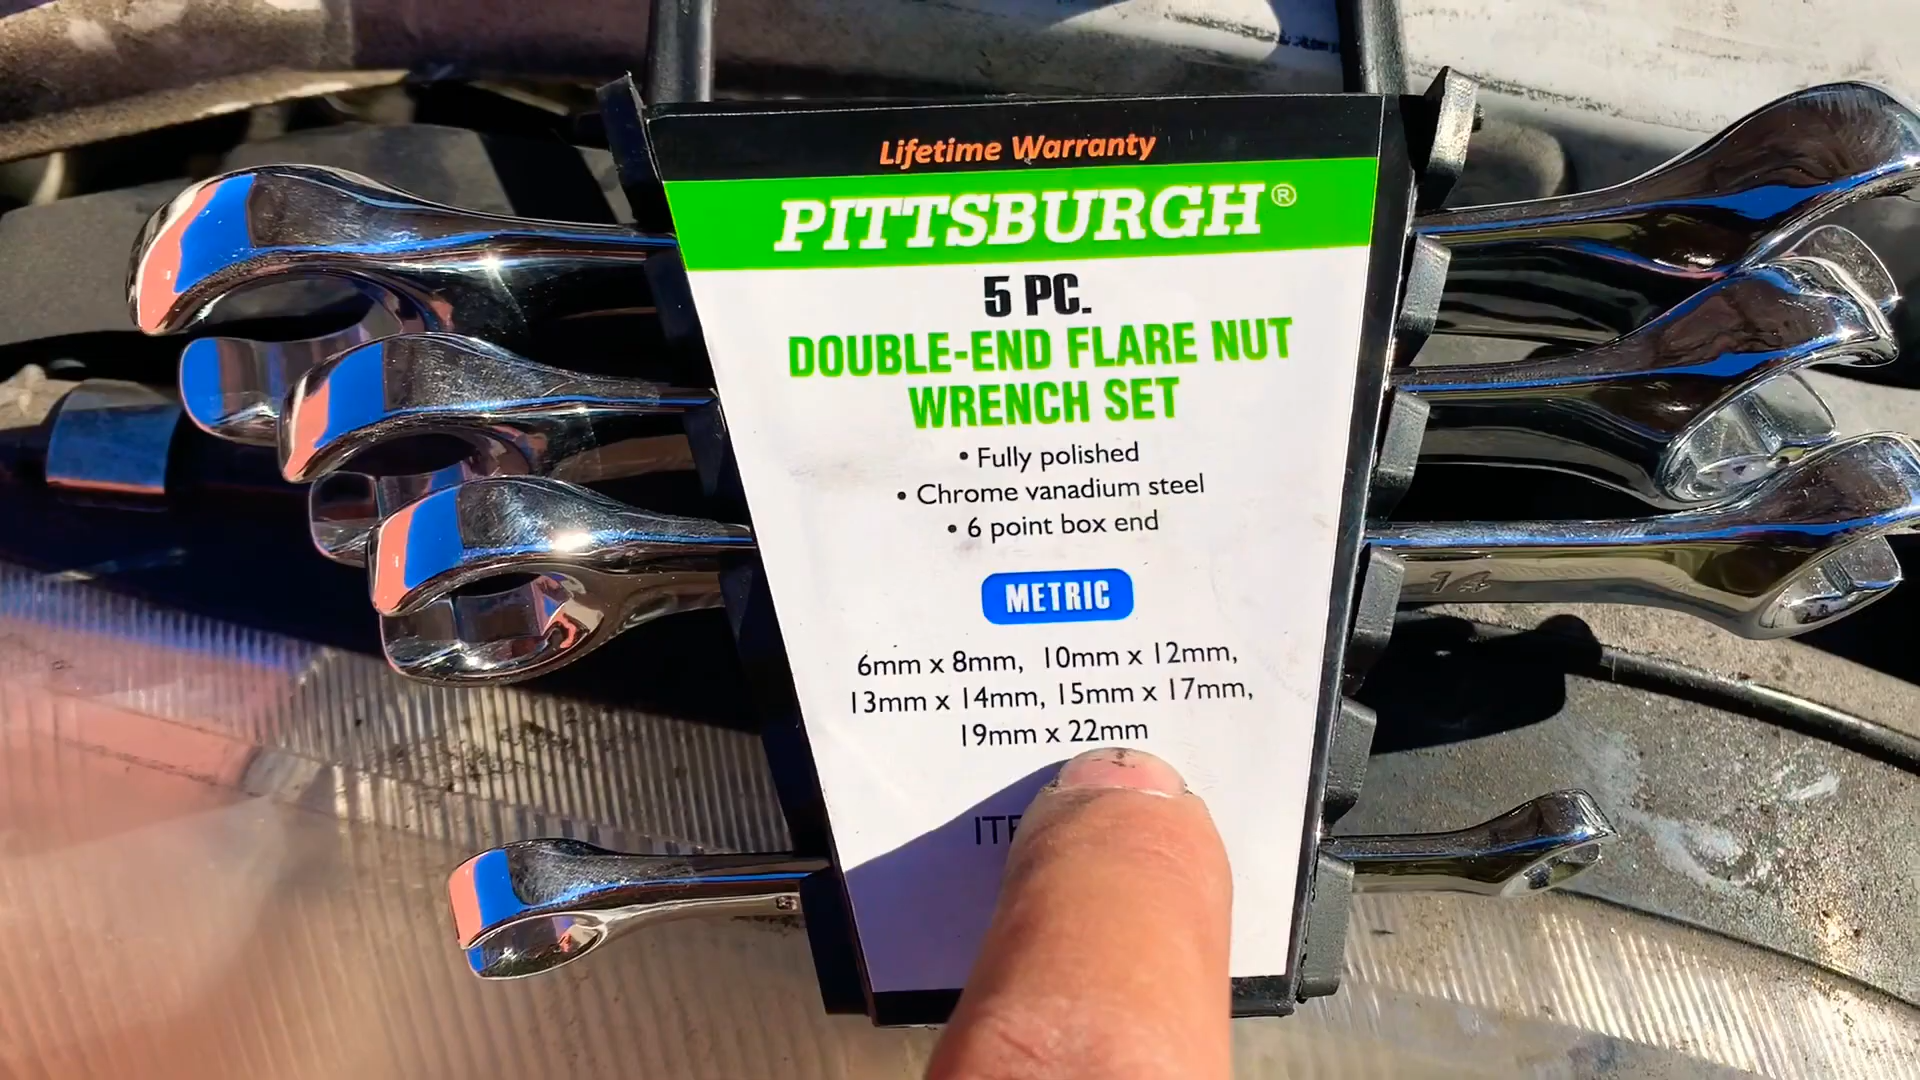 Lifetime Warranty
PITTSBURGH®
5 PC.
DOUBLE-END FLARE NUT
WRENCH SET
• Fully polished
• Chrome vanadium steel
• 6 point box end
METRIC
6mm x 8mm, 10mm x 12mm,
13mm x 14mm, 15mm x 17mm,
19mm x 22mm
14